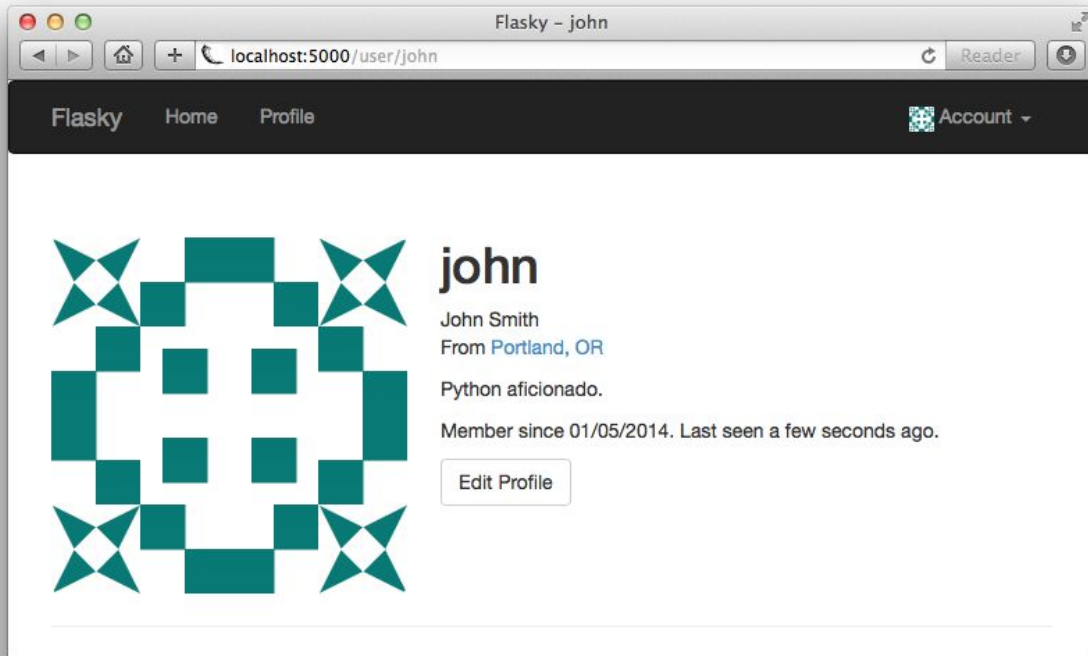 Flasky – john
+ localhost:5000/user/john Reader
Flasky Home Profile Account
john
John Smith
From Portland, OR
Python aficionado.
Member since 01/05/2014. Last seen a few seconds ago.
Edit Profile